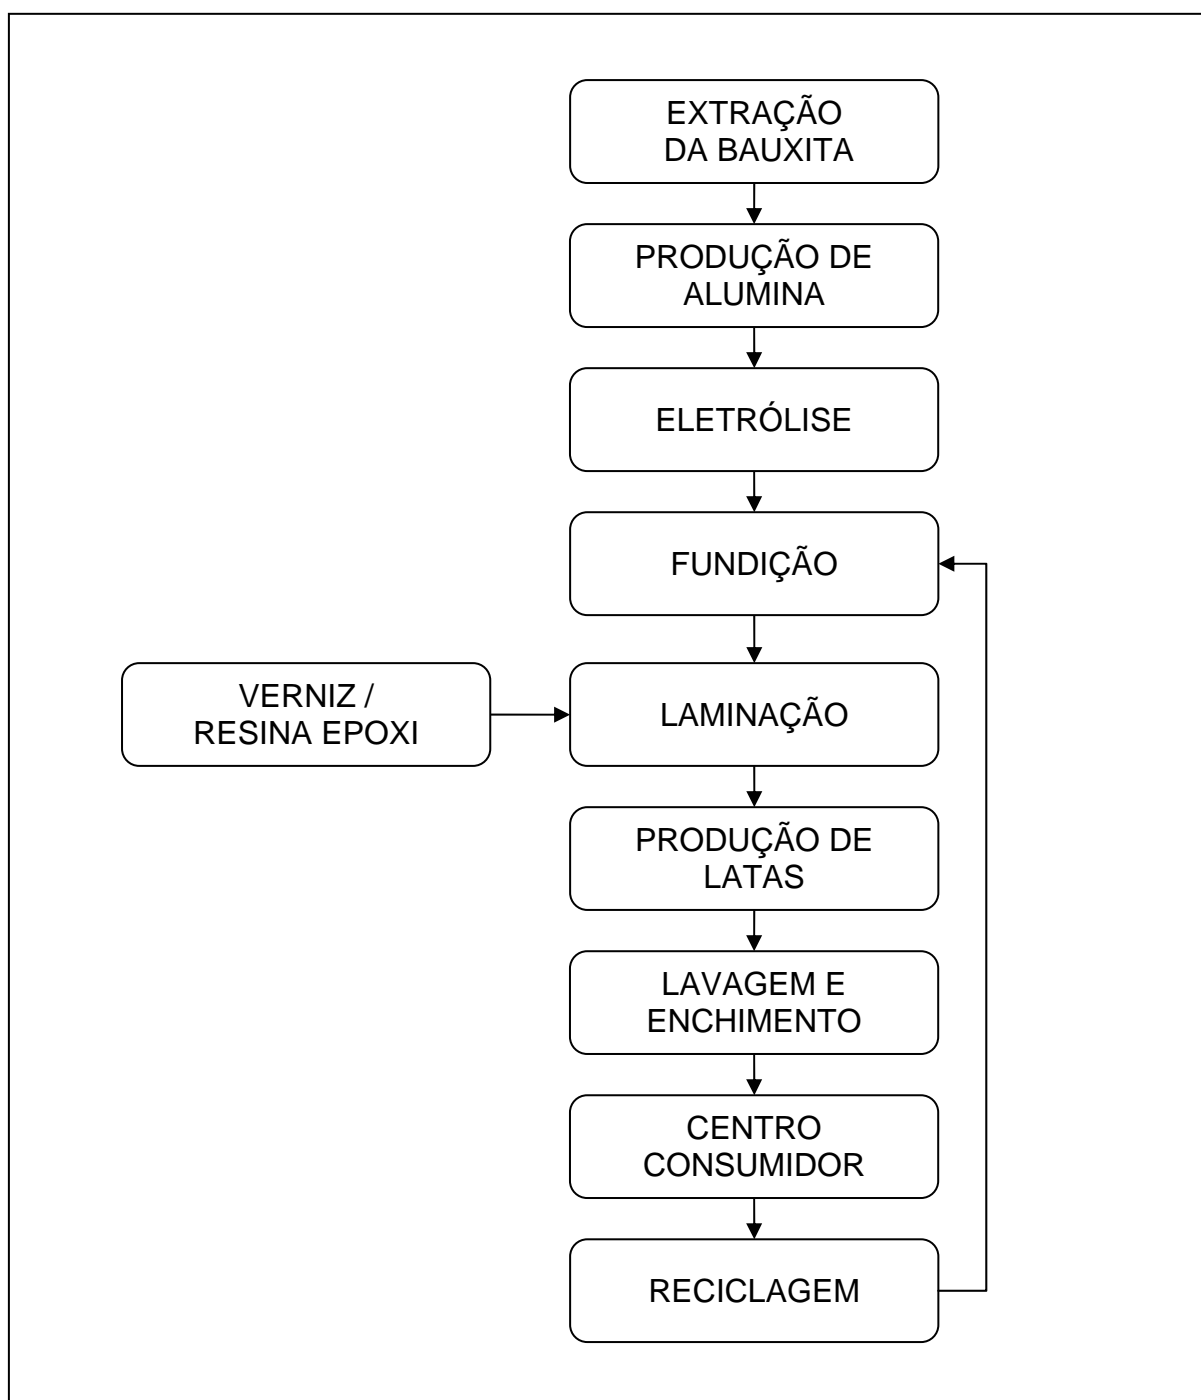 EXTRAÇÃO
DA BAUXITA
PRODUÇÃO DE
ALUMINA
ELETRÓLISE
FUNDIÇÃO
VERNIZ /
RESINA EPOXI
LAMINAÇÃO
PRODUÇÃO DE
LATAS
LAVAGEM E
ENCHIMENTO
CENTRO
CONSUMIDOR
RECICLAGEM